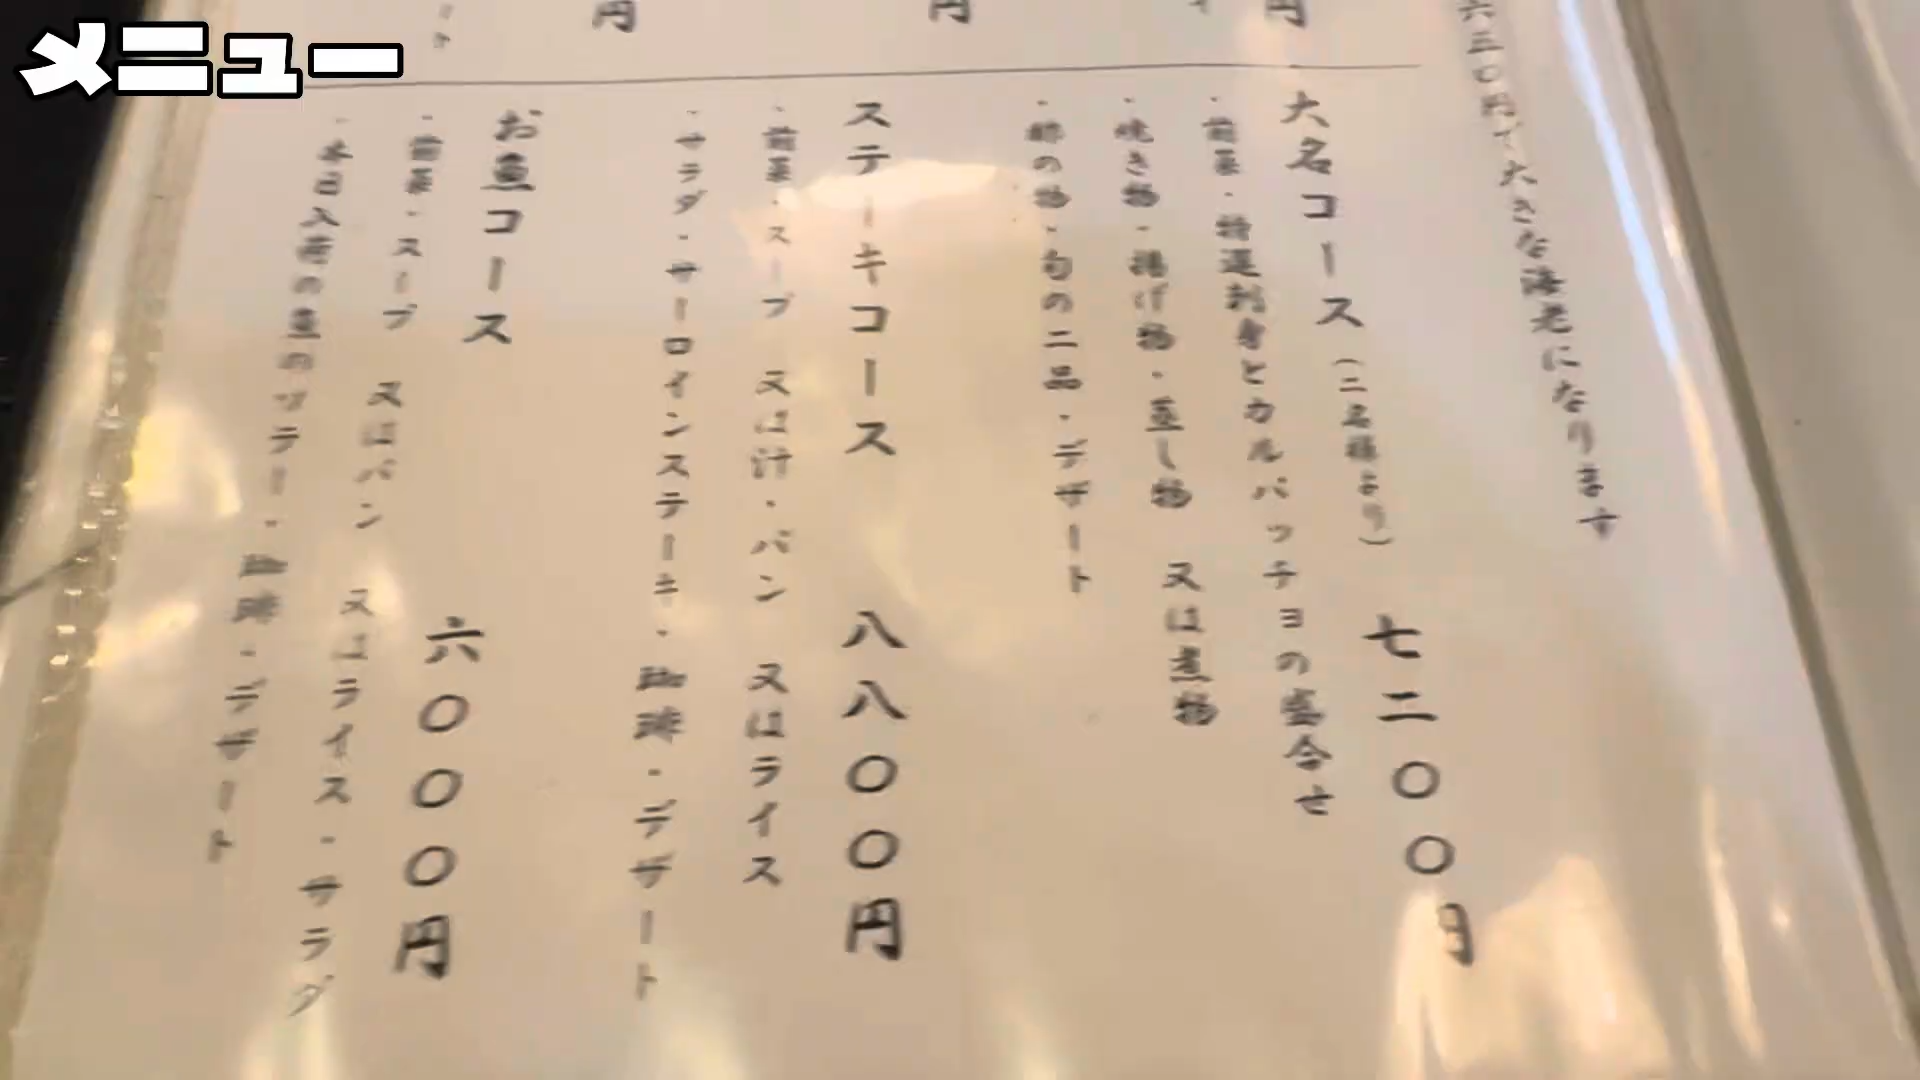 メニュー
円で大きな海老になります
大名コース（二名様より） 七二〇〇円
・前菜・特選刺身とカルパッチョの盛合せ
・焼き物・揚げ物・蒸し物 又は煮物
・酢の物・旬の二品・デザート
ステーキコース 八八〇〇円
・前菜・スープ 又は汁・パン 又はライス
・サラダ・サーロインステーキ・珈琲・デザート
お魚コース 六〇〇〇円
・前菜・スープ 又はパン 又はライス・サラダ
・本日入荷の魚のソテー・珈琲・デザート